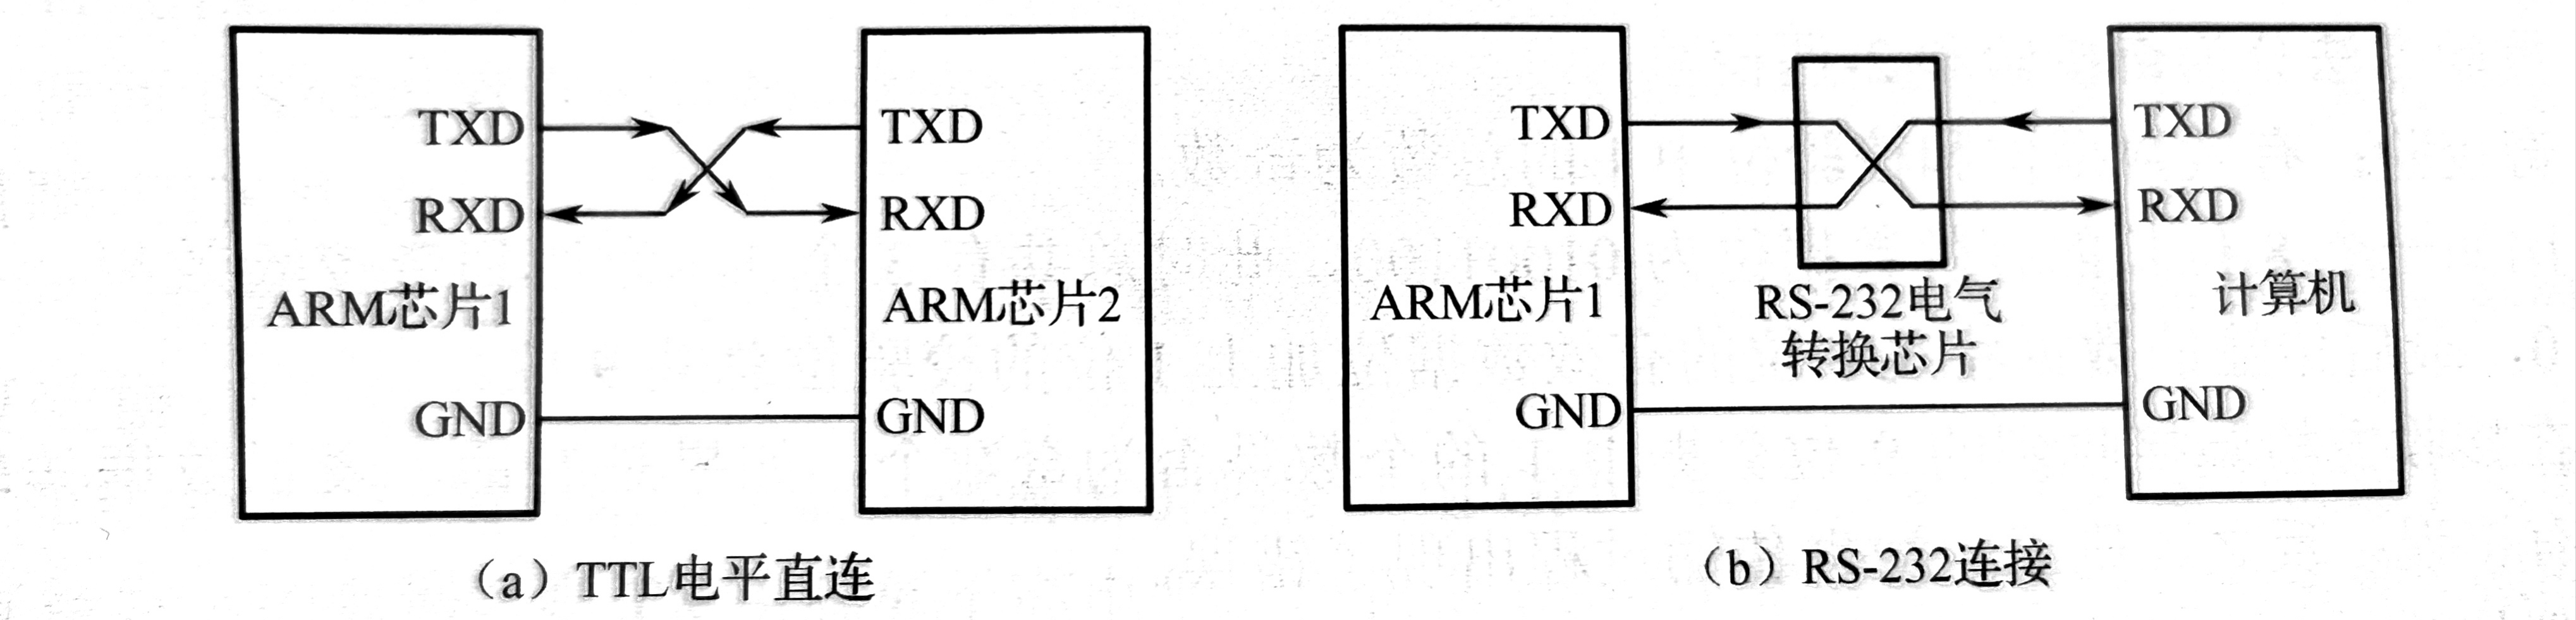 TXD
RXD
ARM芯片1
GND
TXD
RXD
ARM芯片2
GND
（a）TTL电平直连
TXD
RXD
ARM芯片1
GND
RS-232电气
转换芯片
TXD
RXD
计算机
GND
（b）RS-232连接